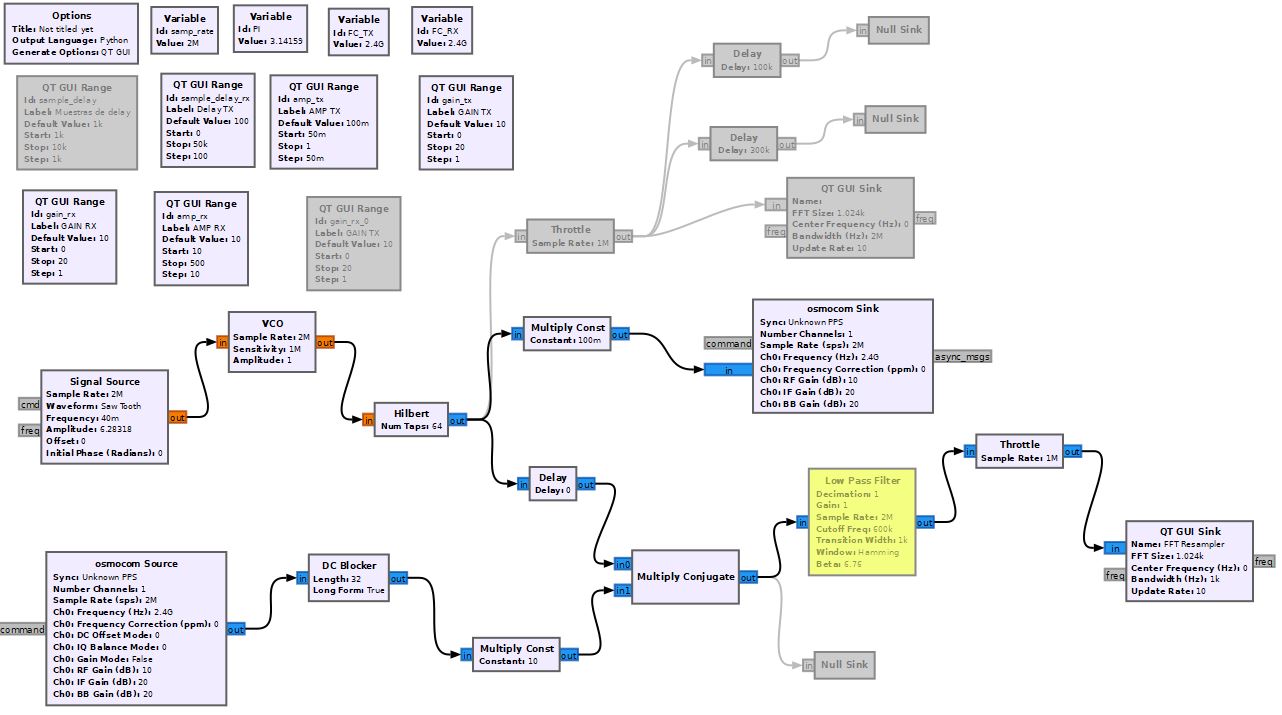 Options
Title: Not titled yet
Output Language: Python
Generate Options: QT GUI
Variable
Id: samp_rate
Value: 2M
Variable
Id: PI
Value: 3.14159
Variable
Id: FC_TX
Value: 2.4G
Variable
Id: FC_RX
Value: 2.4G
QT GUI Range
Id: sample_delay
Label: Muestras de delay
Default Value: 1k
Start: 1k
Stop: 10k
Step: 1k
QT GUI Range
Id: sample_delay_rx
Label: Delay TX
Default Value: 100
Start: 0
Stop: 50k
Step: 100
QT GUI Range
Id: amp_tx
Label: AMP TX
Default Value: 100m
Start: 50m
Stop: 1
Step: 50m
QT GUI Range
Id: gain_tx
Label: GAIN TX
Default Value: 10
Start: 0
Stop: 20
Step: 1
QT GUI Range
Id: gain_rx
Label: GAIN RX
Default Value: 10
Start: 0
Stop: 20
Step: 1
QT GUI Range
Id: amp_rx
Label: AMP RX
Default Value: 10
Start: 10
Stop: 500
Step: 10
QT GUI Range
Id: gain_rx_0
Label: GAIN TX
Default Value: 10
Start: 0
Stop: 20
Step: 1
in
Delay
Delay: 100k
out
in
Null Sink
in
Delay
Delay: 300k
out
in
Null Sink
in
freq
QT GUI Sink
Name:
FFT Size: 1.024k
Center Frequency (Hz): 0
Bandwidth (Hz): 2M
Update Rate: 10
freq
in
Throttle
Sample Rate: 1M
out
in
VCO
Sample Rate: 2M
Sensitivity: 1M
Amplitude: 1
out
cmd
freq
Signal Source
Sample Rate: 2M
Waveform: Saw Tooth
Frequency: 40m
Amplitude: 6.28318
Offset: 0
Initial Phase (Radians): 0
out
in
Hilbert
Num Taps: 64
out
in
Multiply Const
Constant: 100m
out
command
in
osmocom Sink
Sync: Unknown PPS
Number Channels: 1
Sample Rate (sps): 2M
Ch0: Frequency (Hz): 2.4G
Ch0: Frequency Correction (ppm): 0
Ch0: RF Gain (dB): 10
Ch0: IF Gain (dB): 20
Ch0: BB Gain (dB): 20
async_msgs
in
Delay
Delay: 0
out
command
osmocom Source
Sync: Unknown PPS
Number Channels: 1
Sample Rate (sps): 2M
Ch0: Frequency (Hz): 2.4G
Ch0: Frequency Correction (ppm): 0
Ch0: DC Offset Mode: 0
Ch0: IQ Balance Mode: 0
Ch0: Gain Mode: False
Ch0: RF Gain (dB): 10
Ch0: IF Gain (dB): 20
Ch0: BB Gain (dB): 20
out
in
DC Blocker
Length: 32
Long Form: True
out
in
Multiply Const
Constant: 10
out
in0
in1
Multiply Conjugate
out
in
Low Pass Filter
Decimation: 1
Gain: 1
Sample Rate: 2M
Cutoff Freq: 600k
Transition Width: 1k
Window: Hamming
Beta: 6.76
out
in
Null Sink
in
Throttle
Sample Rate: 1M
out
in
freq
QT GUI Sink
Name: FFT Resampler
FFT Size: 1.024k
Center Frequency (Hz): 0
Bandwidth (Hz): 1k
Update Rate: 10
freq